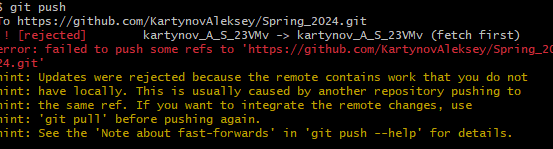 $ git push
To https://github.com/KartynovAleksey/Spring_2024.git
! [rejected]        kartynov_A_S_23VMv -> kartynov_A_S_23VMv (fetch first)
error: failed to push some refs to 'https://github.com/KartynovAleksey/Spring_20
24.git'
hint: Updates were rejected because the remote contains work that you do not
hint: have locally. This is usually caused by another repository pushing to
hint: the same ref. If you want to integrate the remote changes, use
hint: 'git pull' before pushing again.
hint: See the 'Note about fast-forwards' in 'git push --help' for details.